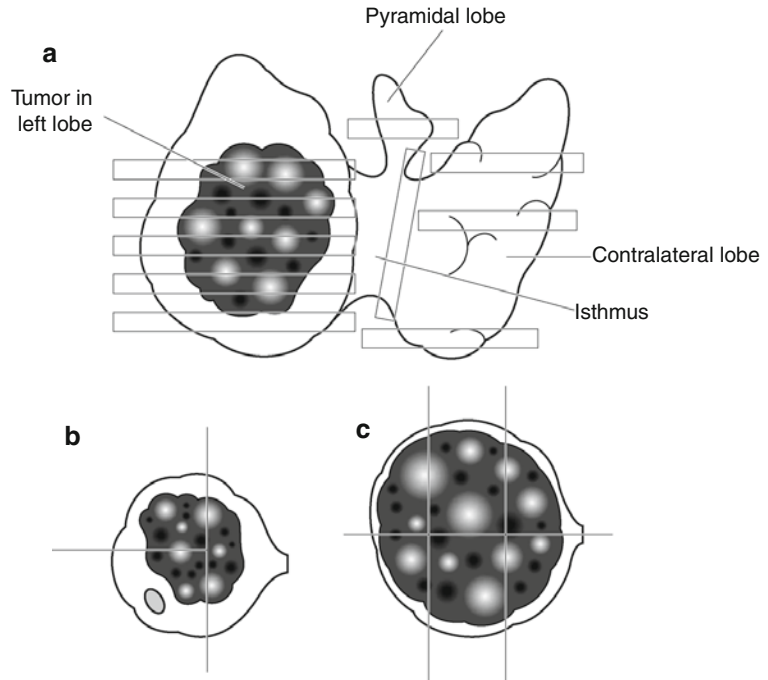 Pyramidal lobe
a
Tumor in
left lobe
Contralateral lobe
Isthmus
b
c